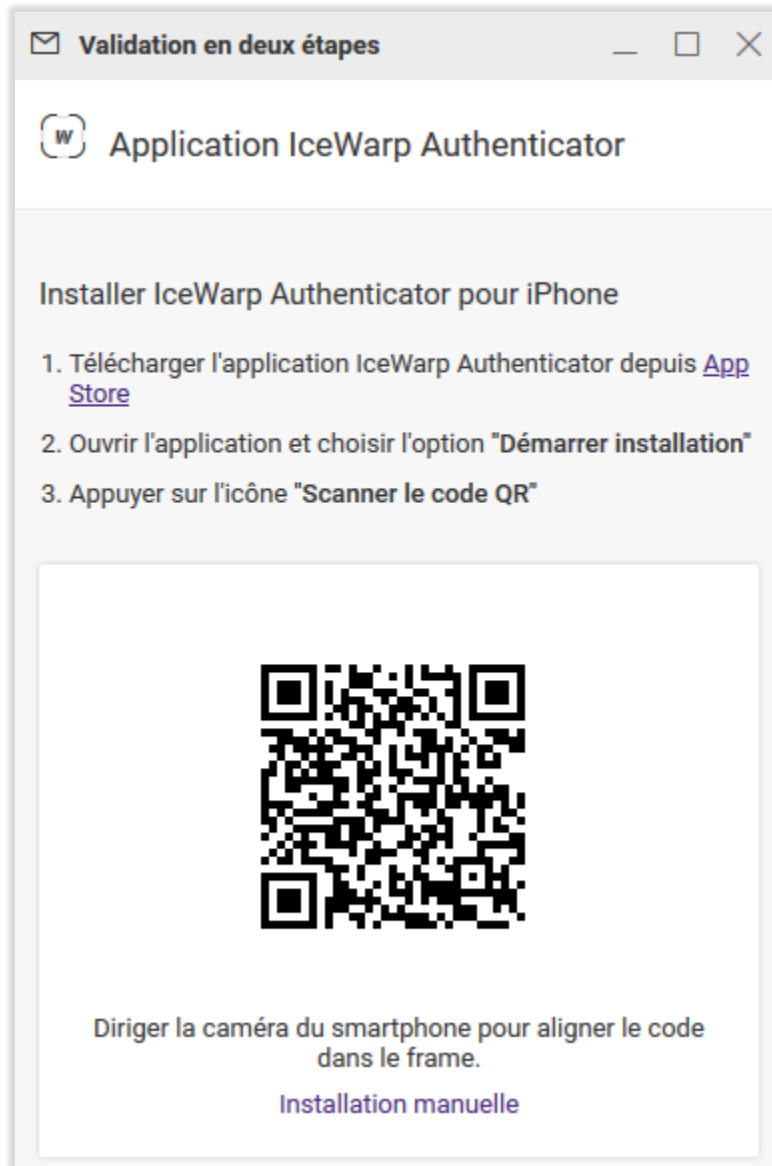 Validation en deux étapes
W Application IceWarp Authenticator
Installer IceWarp Authenticator pour iPhone
1. Télécharger l'application IceWarp Authenticator depuis App
Store
2. Ouvrir l'application et choisir l'option "Démarrer installation"
3. Appuyer sur l'icône "Scanner le code QR"
Diriger la caméra du smartphone pour aligner le code
dans le frame.
Installation manuelle